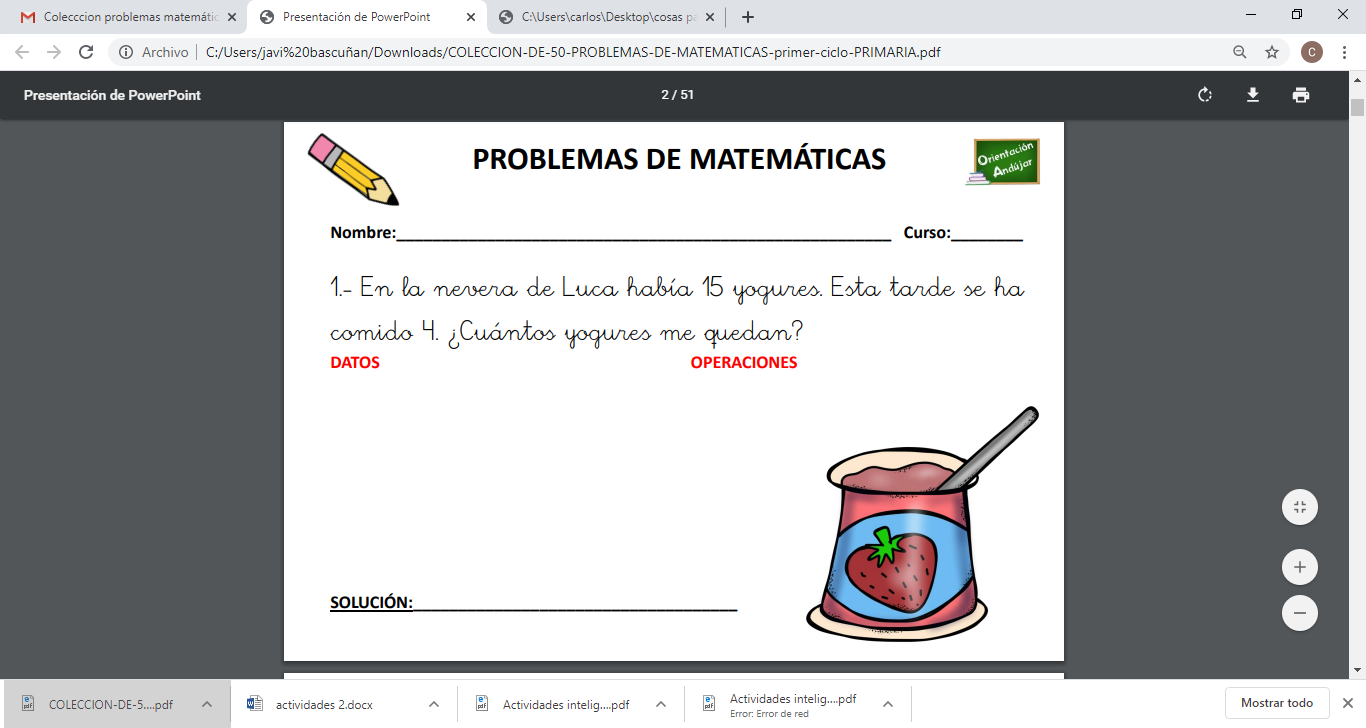 Colecccion problemas matemátic
Presentación de PowerPoint
C:\Users\carlos\Desktop\cosas pa
Archivo
C:/Users/javi%20bascuñan/Downloads/COLECCION-DE-50-PROBLEMAS-DE-MATEMATICAS-primer-ciclo-PRIMARIA.pdf
C
Presentación de PowerPoint
2 / 51
PROBLEMAS DE MATEMÁTICAS
Orientación
Andújar
Nombre:______________________________________________________ Curso:________
1.- En la nevera de Luca había 15 yogures. Esta tarde se ha
comido 4. ¿Cuántos yogures me quedan?
DATOS
OPERACIONES
SOLUCIÓN:____________________________________
COLECCION-DE-5....pdf
actividades 2.docx
Actividades intelig....pdf
Actividades intelig....pdf
Error: Error de red
Mostrar todo